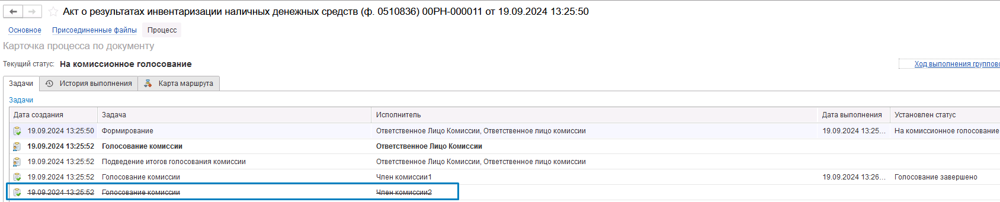 Акт о результатах инвентаризации наличных денежных средств (ф. 0510836) 00РН-000011 от 19.09.2024 13:25:50
Основное Присоединенные файлы Процесс
Карточка процесса по документу
Текущий статус: На комиссионное голосование Ход выполнения группово
Задачи История выполнения Карта маршрута
Задачи
Дата создания Задача Исполнитель Дата выполнения Установлен статус
19.09.2024 13:25:50 Формирование Ответственное Лицо Комиссии, Ответственное лицо комиссии 19.09.2024 13:25... На комиссионное голосование
19.09.2024 13:25:52 Голосование комиссии Ответственное Лицо Комиссии
19.09.2024 13:25:52 Подведение итогов голосования комиссии Ответственное Лицо Комиссии, Ответственное лицо комиссии
19.09.2024 13:25:52 Голосование комиссии Член комиссии1 19.09.2024 13:26... Голосование завершено
19.09.2024 13:25:52 Голосование комиссии Член комиссии2